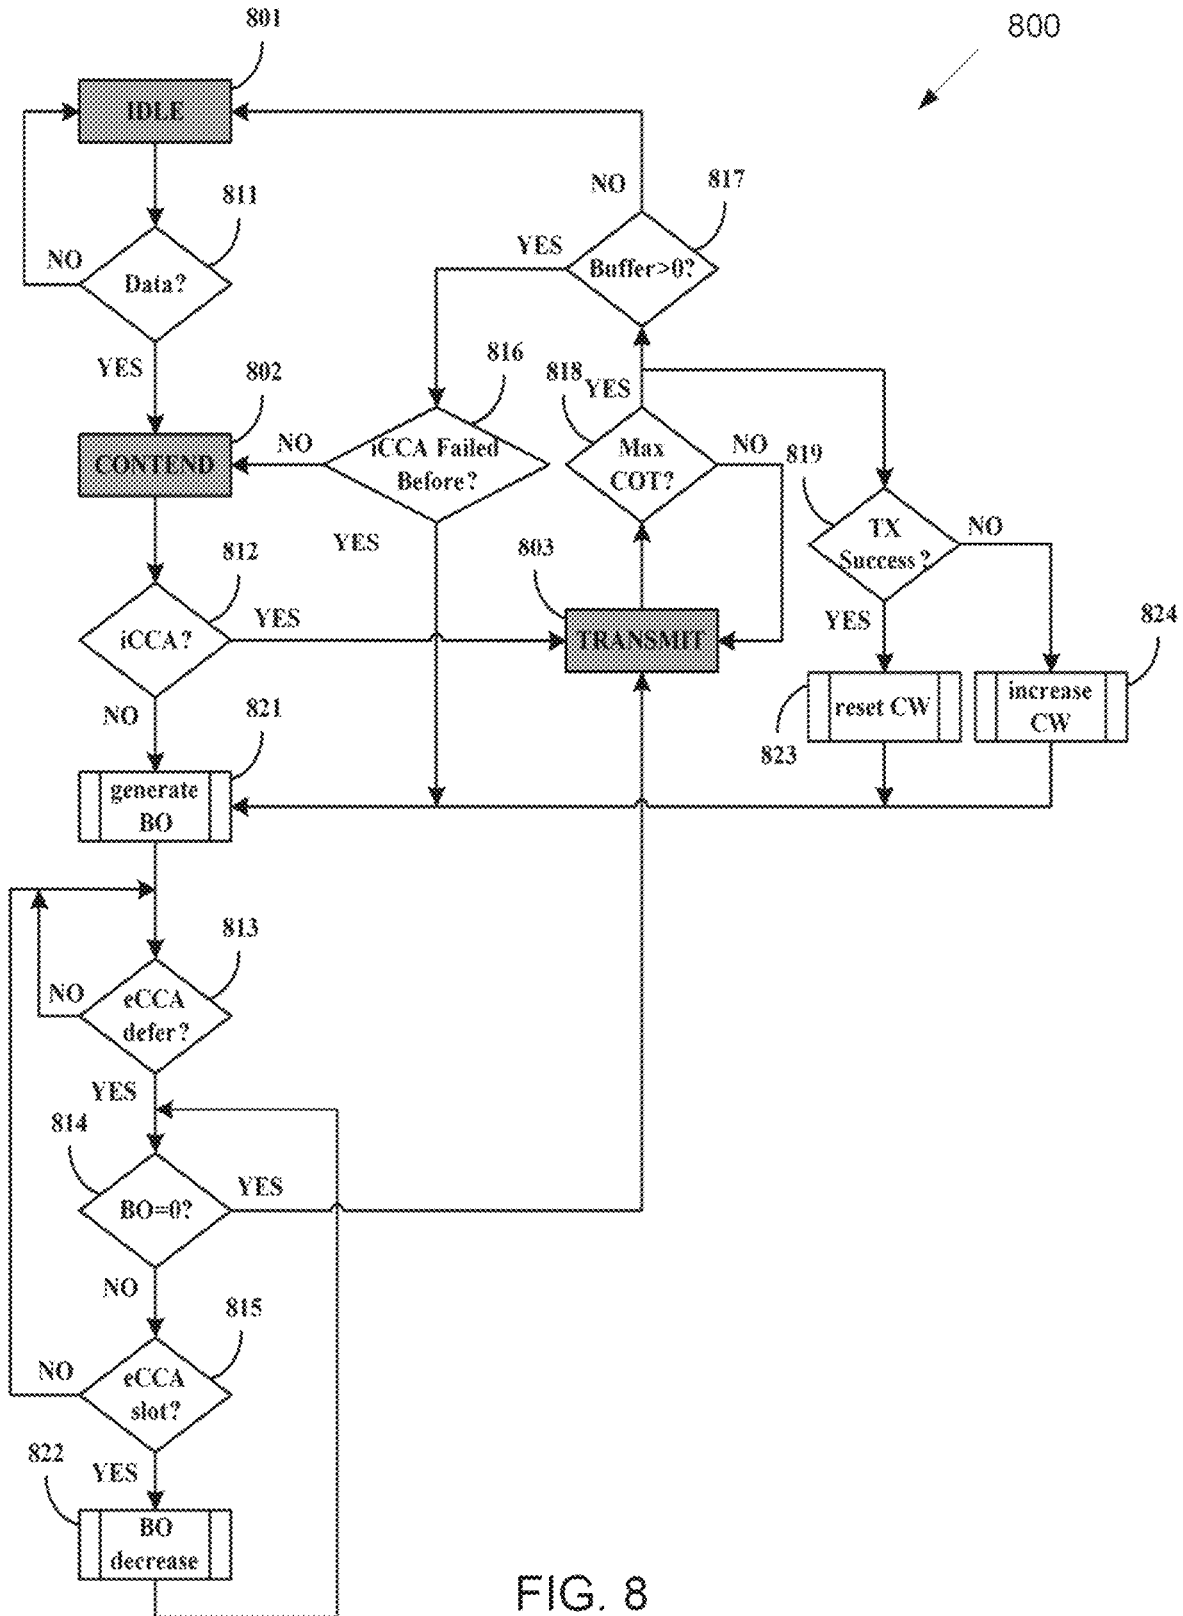 801
800
IDLE
NO
817
811
YES
Buffer>0?
NO
Data?
816
818
YES
YES
802
NO
iCCA Failed
Before?
Max
COT?
NO
819
CONTEND
TX
Success?
NO
YES
803
812
YES
YES
824
iCCA?
TRANSMIT
reset CW
increase
CW
NO
821
823
generate
BO
813
NO
eCCA
defer?
YES
814
BO=0?
YES
NO
815
NO
eCCA
slot?
822
YES
BO
decrease
FIG. 8